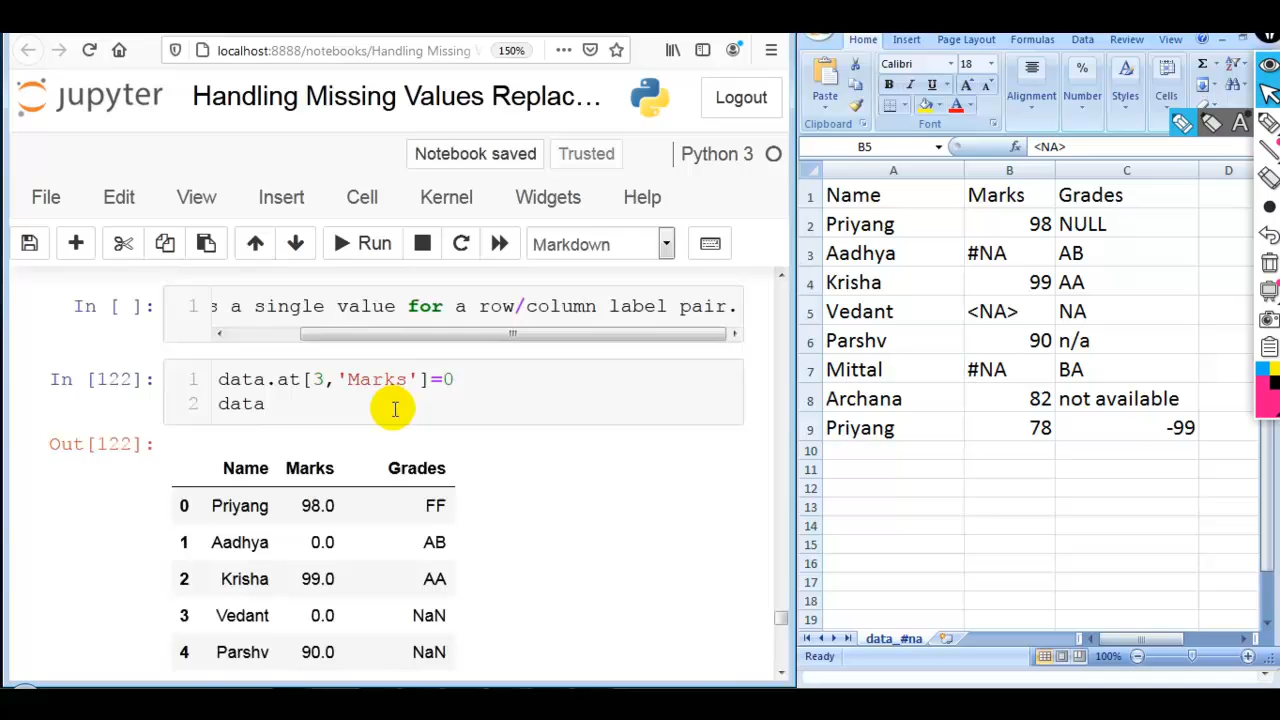 localhost:8888/notebooks/Handling Missing V
150%
jupyter
Handling Missing Values Replac...
Logout
Notebook saved
Trusted
Python 3
File Edit View Insert Cell Kernel Widgets Help
Run
Markdown
In [ ]:
1 s a single value for a row/column label pair.
In [122]:
1 data.at[3,'Marks']=0
2 data
Out[122]:
Name Marks Grades
0 Priyang 98.0 FF
1 Aadhya 0.0 AB
2 Krisha 99.0 AA
3 Vedant 0.0 NaN
4 Parshv 90.0 NaN
Home Insert Page Layout Formulas Data Review View
Calibri 18
Paste
B I U A A
Alignment Number Styles Cells
Clipboard Font
B5 fx <NA>
A B C D
1 Name Marks Grades
2 Priyang 98 NULL
3 Aadhya #NA AB
4 Krisha 99 AA
5 Vedant <NA> NA
6 Parshv 90 n/a
7 Mittal #NA BA
8 Archana 82 not available
9 Priyang 78 -99
10
11
12
13
14
15
16
17
18
19
data_#na
Ready 100%